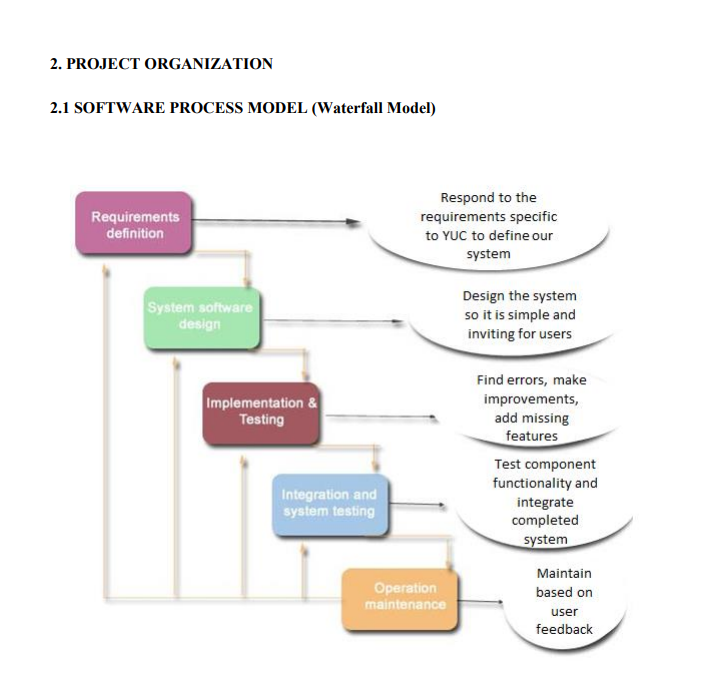 2. PROJECT ORGANIZATION
2.1 SOFTWARE PROCESS MODEL (Waterfall Model)
Requirements
definition
Respond to the
requirements specific
to YUC to define our
system
System software
design
Design the system
so it is simple and
inviting for users
Implementation &
Testing
Find errors, make
improvements,
add missing
features
Integration and
system testing
Test component
functionality and
integrate
completed
system
Operation
maintenance
Maintain
based on
user
feedback